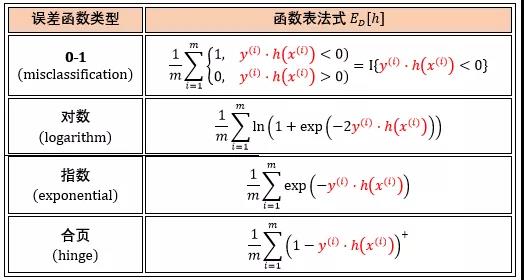 误差函数类型 函数表达式 E_D[h]
0-1
(misclassification)
\frac{1}{m}\sum_{i=1}^{m}\begin{cases}1, & y^{(i)} \cdot h(x^{(i)}) < 0) \\ 0, & y^{(i)} \cdot h(x^{(i)}) > 0)\end{cases} = I\{y^{(i)} \cdot h(x^{(i)}) < 0\}
对数
(logarithm)
\frac{1}{m}\sum_{i=1}^{m}\ln\left(1 + \exp\left(-2y^{(i)} \cdot h(x^{(i)})\right)\right)
指数
(exponential)
\frac{1}{m}\sum_{i=1}^{m}\exp\left(-y^{(i)} \cdot h(x^{(i)})\right)
合页
(hinge)
\frac{1}{m}\sum_{i=1}^{m}\left(1 - y^{(i)} \cdot h(x^{(i)})\right)^{+}